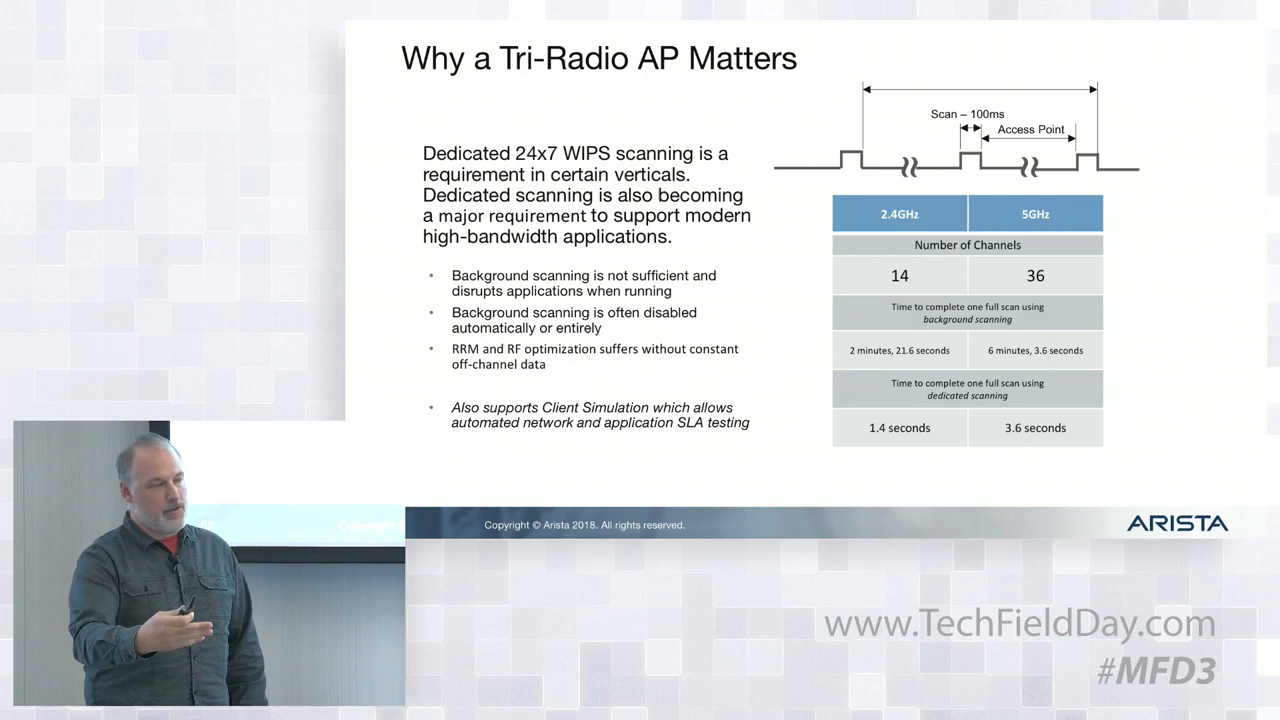 Why a Tri-Radio AP Matters
Scan – 100ms
Access Point
Dedicated 24x7 WIPS scanning is a
requirement in certain verticals.
Dedicated scanning is also becoming
a major requirement to support modern
high-bandwidth applications.
• Background scanning is not sufficient and
disrupts applications when running
• Background scanning is often disabled
automatically or entirely
• RRM and RF optimization suffers without constant
off-channel data
• Also supports Client Simulation which allows
automated network and application SLA testing
2.4GHz 5GHz
Number of Channels
14 36
Time to complete one full scan using
background scanning
2 minutes, 21.6 seconds 6 minutes, 3.6 seconds
Time to complete one full scan using
dedicated scanning
1.4 seconds 3.6 seconds
Copyright © Arista 2018. All rights reserved.
ARISTA
www.TechFieldDay.com
#MFD3